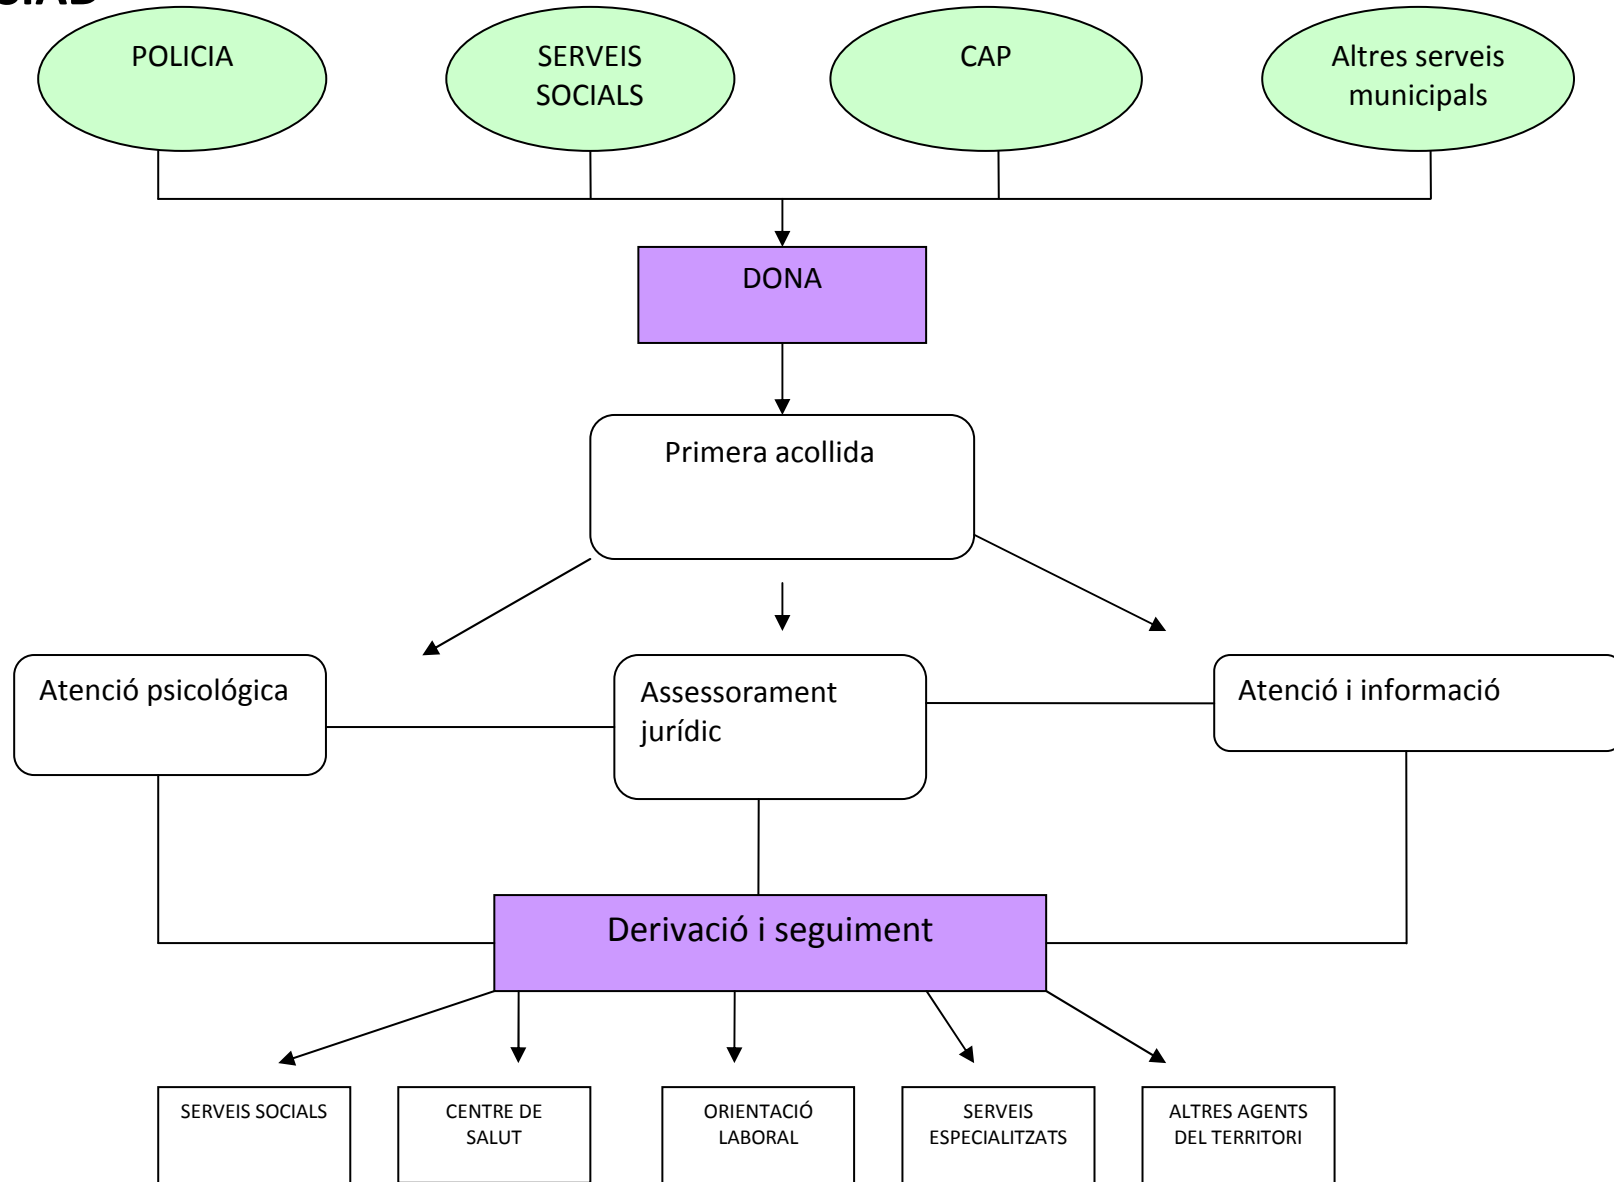 POLICIA
SERVEIS
SOCIALS
CAP
Altres serveis
municipals
DONA
Primera acollida
Atenció psicológica
Assessorament
jurídic
Atenció i informació
Derivació i seguiment
SERVEIS SOCIALS
CENTRE DE
SALUT
ORIENTACIÓ
LABORAL
SERVEIS
ESPECIALITZATS
ALTRES AGENTS
DEL TERRITORI